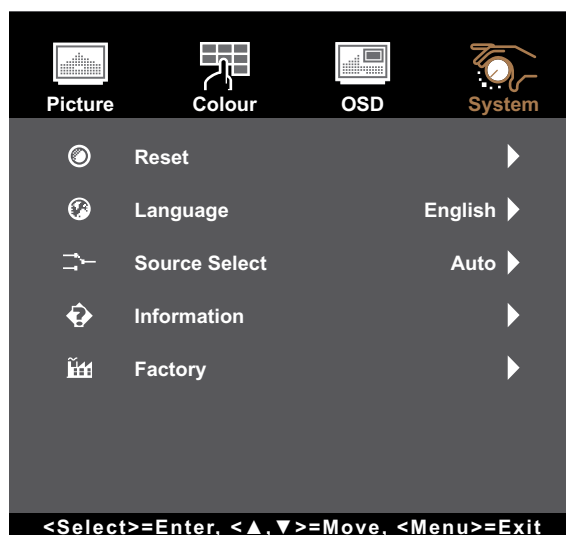 Picture Colour OSD System
Reset
Language English
Source Select Auto
Information
Factory
<Select>=Enter, <▲,▼>=Move, <Menu>=Exit